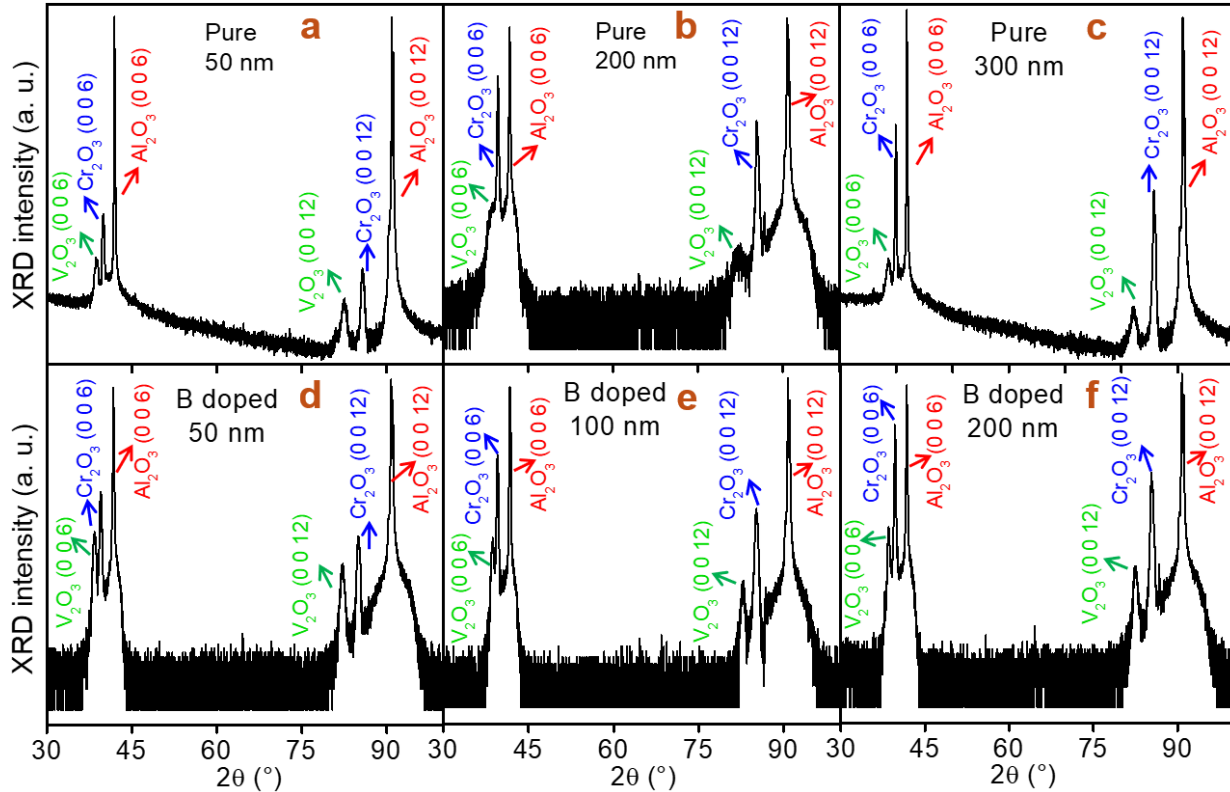 XRD intensity (a. u.)
a
Pure
50 nm
V₂O₃ (0 0 6)
Cr₂O₃ (0 0 6)
Al₂O₃ (0 0 6)
V₂O₃ (0 0 12)
Cr₂O₃ (0 0 12)
Al₂O₃ (0 0 12)
b
Pure
200 nm
V₂O₃ (0 0 6)
Cr₂O₃ (0 0 6)
Al₂O₃ (0 0 6)
V₂O₃ (0 0 12)
Cr₂O₃ (0 0 12)
Al₂O₃ (0 0 12)
c
Pure
300 nm
V₂O₃ (0 0 6)
Cr₂O₃ (0 0 6)
Al₂O₃ (0 0 6)
V₂O₃ (0 0 12)
Cr₂O₃ (0 0 12)
Al₂O₃ (0 0 12)
XRD intensity (a. u.)
d
B doped
50 nm
V₂O₃ (0 0 6)
Cr₂O₃ (0 0 6)
Al₂O₃ (0 0 6)
V₂O₃ (0 0 12)
Cr₂O₃ (0 0 12)
Al₂O₃ (0 0 12)
e
B doped
100 nm
V₂O₃ (0 0 6)
Cr₂O₃ (0 0 6)
Al₂O₃ (0 0 6)
V₂O₃ (0 0 12)
Cr₂O₃ (0 0 12)
Al₂O₃ (0 0 12)
f
B doped
200 nm
V₂O₃ (0 0 6)
Cr₂O₃ (0 0 6)
Al₂O₃ (0 0 6)
V₂O₃ (0 0 12)
Cr₂O₃ (0 0 12)
Al₂O₃ (0 0 12)
30 45 60 75 90 30 45 60 75 90 30 45 60 75 90
2θ (°) 2θ (°) 2θ (°)